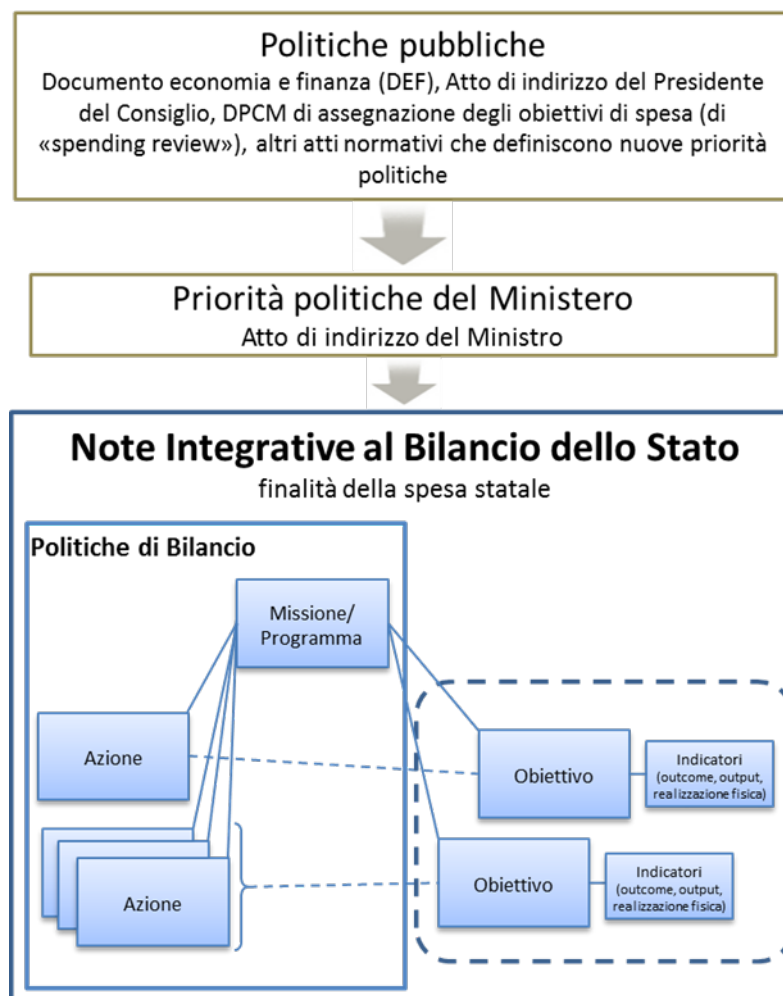 Politiche pubbliche
Documento economia e finanza (DEF), Atto di indirizzo del Presidente
del Consiglio, DPCM di assegnazione degli obiettivi di spesa (di
«spending review»), altri atti normativi che definiscono nuove priorità
politiche
Priorità politiche del Ministero
Atto di indirizzo del Ministro
Note Integrative al Bilancio dello Stato
finalità della spesa statale
Politiche di Bilancio
Missione/
Programma
Azione
Obiettivo
Indicatori
(outcome, output,
realizzazione fisica)
Azione
Obiettivo
Indicatori
(outcome, output,
realizzazione fisica)